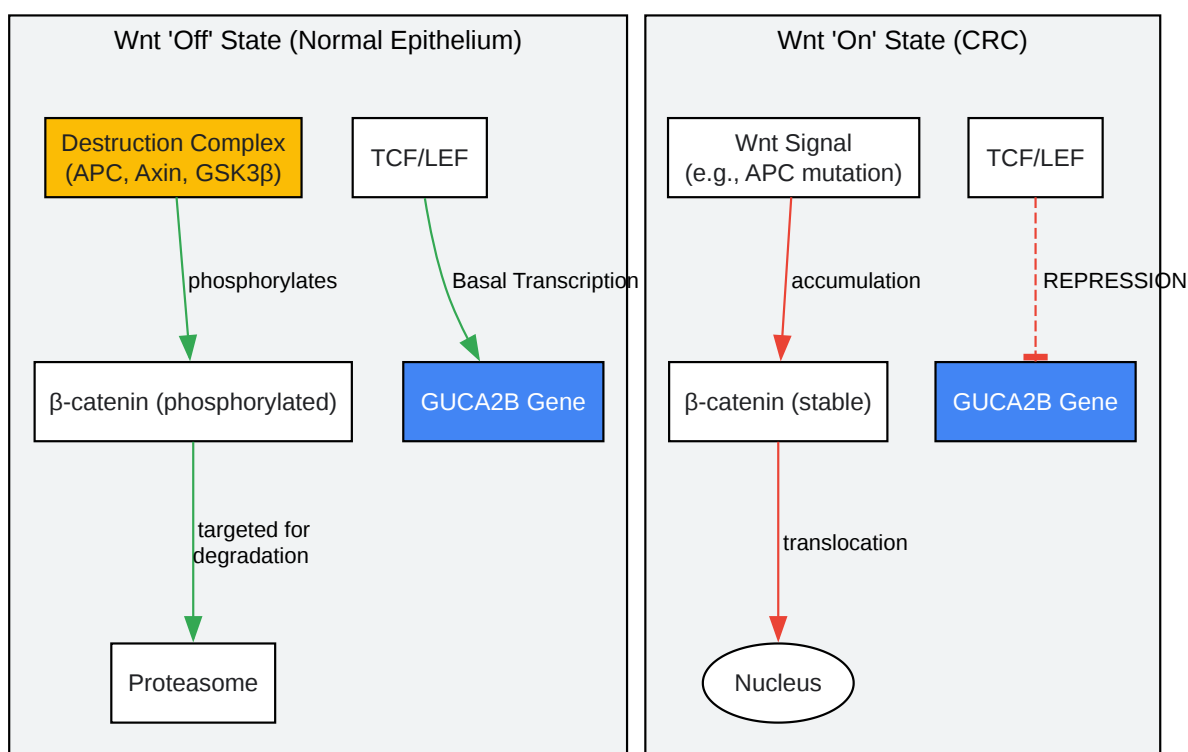 Wnt 'Off' State (Normal Epithelium)
Destruction Complex
(APC, Axin, GSK3β)
TCF/LEF
phosphorylates
Basal Transcription
β-catenin (phosphorylated)
GUCA2B Gene
targeted for
degradation
Proteasome
Wnt 'On' State (CRC)
Wnt Signal
(e.g., APC mutation)
TCF/LEF
accumulation
REPRESSION
β-catenin (stable)
GUCA2B Gene
translocation
Nucleus